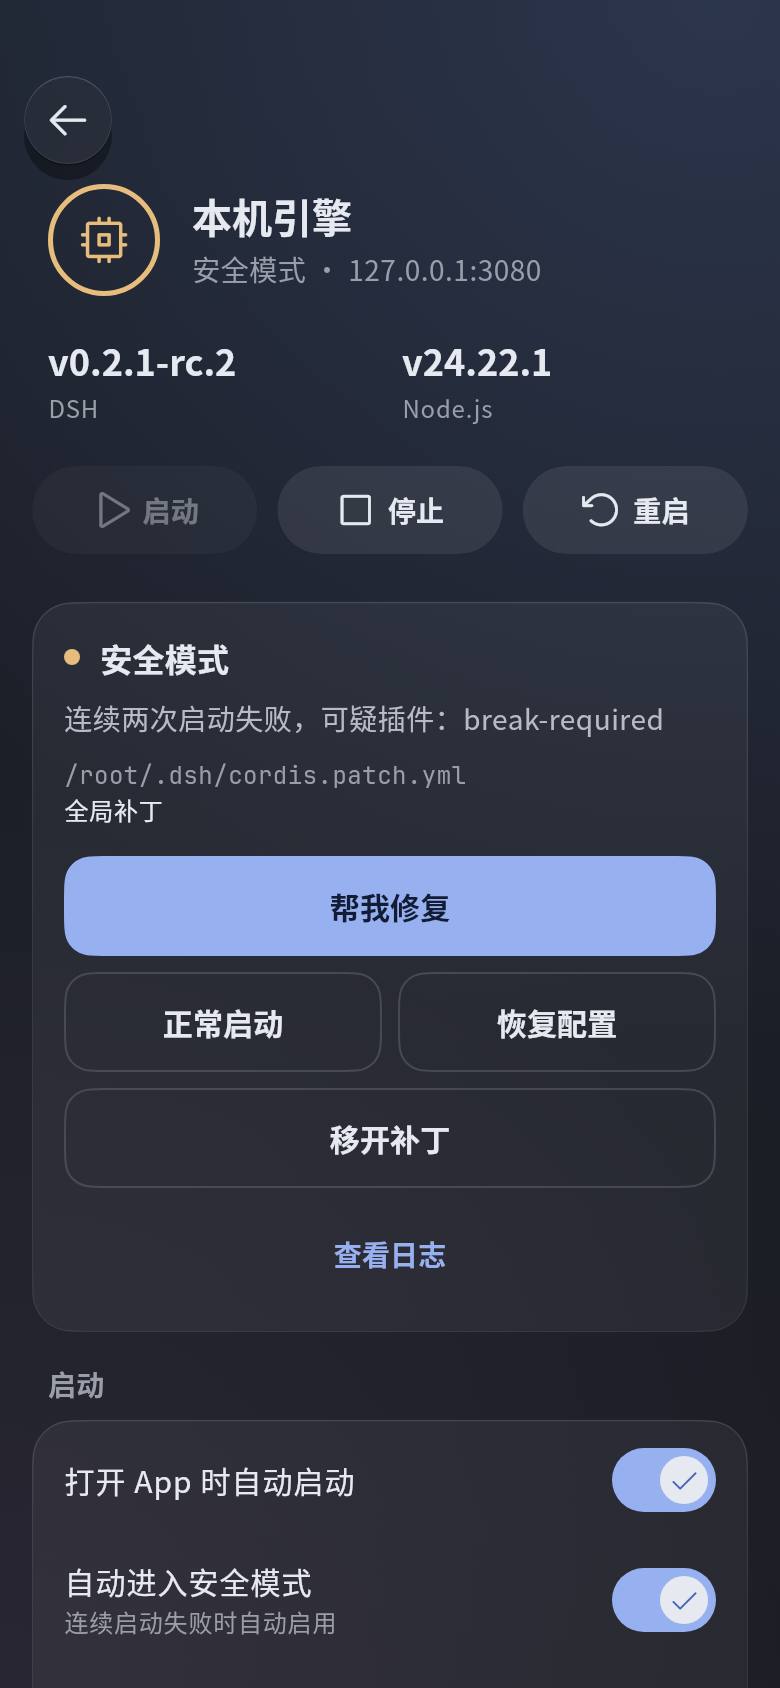 本机引擎
安全模式 · 127.0.0.1:3080
v0.2.1-rc.2
DSH
v24.22.1
Node.js
启动
停止
重启
安全模式
连续两次启动失败，可疑插件：break-required
/root/.dsh/cordis.patch.yml
全局补丁
帮我修复
正常启动
恢复配置
移开补丁
查看日志
启动
打开 App 时自动启动
自动进入安全模式
连续启动失败时自动启用